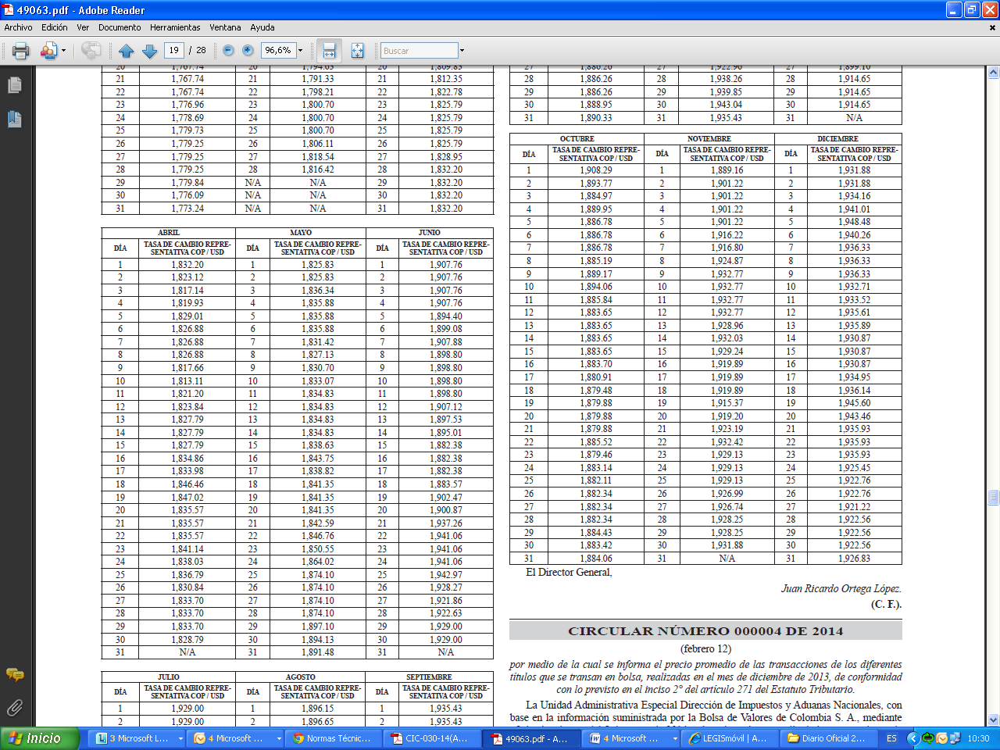 49063.pdf - Adobe Reader
Archivo Edición Ver Documento Herramientas Ventana Ayuda
19 / 28 96,6% Buscar
20 1,767.74 20 1,794.03 20 1,809.83
21 1,767.74 21 1,791.33 21 1,812.35
22 1,767.74 22 1,798.21 22 1,822.78
23 1,776.96 23 1,800.70 23 1,825.79
24 1,778.69 24 1,800.70 24 1,825.79
25 1,779.73 25 1,800.70 25 1,825.79
26 1,779.25 26 1,806.11 26 1,825.79
27 1,779.25 27 1,818.54 27 1,828.95
28 1,779.25 28 1,816.42 28 1,832.20
29 1,779.84 N/A N/A 29 1,832.20
30 1,776.09 N/A N/A 30 1,832.20
31 1,773.24 N/A N/A 31 1,832.20
ABRIL MAYO JUNIO
DÍA TASA DE CAMBIO REPRE- DÍA TASA DE CAMBIO REPRE- DÍA TASA DE CAMBIO REPRE-
SENTATIVA COP / USD SENTATIVA COP / USD SENTATIVA COP / USD
1 1,832.20 1 1,825.83 1 1,907.76
2 1,823.12 2 1,825.83 2 1,907.76
3 1,817.14 3 1,836.34 3 1,907.76
4 1,819.93 4 1,835.88 4 1,907.76
5 1,829.01 5 1,835.88 5 1,894.40
6 1,826.88 6 1,835.88 6 1,899.08
7 1,826.88 7 1,831.42 7 1,907.88
8 1,826.88 8 1,827.13 8 1,898.80
9 1,817.66 9 1,830.70 9 1,898.80
10 1,813.11 10 1,833.07 10 1,898.80
11 1,821.20 11 1,834.83 11 1,898.80
12 1,823.84 12 1,834.83 12 1,907.12
13 1,827.79 13 1,834.83 13 1,897.53
14 1,827.79 14 1,834.83 14 1,895.01
15 1,827.79 15 1,838.63 15 1,882.38
16 1,834.86 16 1,843.75 16 1,882.38
17 1,833.98 17 1,838.82 17 1,882.38
18 1,846.46 18 1,841.35 18 1,883.57
19 1,847.02 19 1,841.35 19 1,902.47
20 1,835.57 20 1,841.35 20 1,900.87
21 1,835.57 21 1,842.59 21 1,937.26
22 1,835.57 22 1,846.76 22 1,941.06
23 1,841.14 23 1,850.55 23 1,941.06
24 1,838.03 24 1,864.02 24 1,941.06
25 1,836.79 25 1,874.10 25 1,942.97
26 1,830.84 26 1,874.10 26 1,928.27
27 1,833.70 27 1,874.10 27 1,921.86
28 1,833.70 28 1,874.10 28 1,922.63
29 1,833.70 29 1,897.10 29 1,929.00
30 1,828.79 30 1,894.13 30 1,929.00
31 N/A 31 1,891.48 31 N/A
JULIO AGOSTO SEPTIEMBRE
DÍA TASA DE CAMBIO REPRE- DÍA TASA DE CAMBIO REPRE- DÍA TASA DE CAMBIO REPRE-
SENTATIVA COP / USD SENTATIVA COP / USD SENTATIVA COP / USD
1 1,929.00 1 1,896.15 1 1,935.43
2 1,929.00 2 1,896.65 2 1,935.43
27 1,886.26 27 1,922.96 27 1,899.10
28 1,886.26 28 1,938.26 28 1,914.65
29 1,886.26 29 1,939.85 29 1,914.65
30 1,888.95 30 1,943.04 30 1,914.65
31 1,890.33 31 1,935.43 31 N/A
OCTUBRE NOVIEMBRE DICIEMBRE
DÍA TASA DE CAMBIO REPRE- DÍA TASA DE CAMBIO REPRE- DÍA TASA DE CAMBIO REPRE-
SENTATIVA COP / USD SENTATIVA COP / USD SENTATIVA COP / USD
1 1,908.29 1 1,889.16 1 1,931.88
2 1,893.77 2 1,901.22 2 1,931.88
3 1,884.97 3 1,901.22 3 1,934.16
4 1,889.95 4 1,901.22 4 1,941.01
5 1,886.78 5 1,901.22 5 1,948.48
6 1,886.78 6 1,916.22 6 1,940.26
7 1,886.78 7 1,916.80 7 1,936.33
8 1,885.19 8 1,924.87 8 1,936.33
9 1,889.17 9 1,932.77 9 1,936.33
10 1,894.06 10 1,932.77 10 1,932.71
11 1,885.84 11 1,932.77 11 1,933.52
12 1,883.65 12 1,932.77 12 1,935.61
13 1,883.65 13 1,928.96 13 1,935.89
14 1,883.65 14 1,932.03 14 1,930.87
15 1,883.65 15 1,929.24 15 1,930.87
16 1,883.70 16 1,919.89 16 1,930.87
17 1,880.91 17 1,919.89 17 1,934.95
18 1,879.48 18 1,919.89 18 1,936.14
19 1,879.88 19 1,915.37 19 1,945.60
20 1,879.88 20 1,919.20 20 1,943.46
21 1,879.88 21 1,923.19 21 1,935.93
22 1,885.52 22 1,932.42 22 1,935.93
23 1,879.46 23 1,929.13 23 1,935.93
24 1,883.14 24 1,929.13 24 1,925.45
25 1,882.11 25 1,929.13 25 1,922.76
26 1,882.34 26 1,926.99 26 1,922.76
27 1,882.34 27 1,926.74 27 1,921.22
28 1,882.34 28 1,928.25 28 1,922.56
29 1,884.43 29 1,928.25 29 1,922.56
30 1,883.42 30 1,931.88 30 1,922.56
31 1,884.06 31 N/A 31 1,926.83
El Director General,
Juan Ricardo Ortega López.
(C. F.).
CIRCULAR NÚMERO 000004 DE 2014
(febrero 12)
por medio de la cual se informa el precio promedio de las transacciones de los diferentes
títulos que se transan en bolsa, realizadas en el mes de diciembre de 2013, de conformidad
con lo previsto en el inciso 2° del artículo 271 del Estatuto Tributario.
La Unidad Administrativa Especial Dirección de Impuestos y Aduanas Nacionales, con
base en la información suministrada por la Bolsa de Valores de Colombia S. A., mediante
Inicio 3 Microsoft L... 4 Microsoft ... Normas Técnic... CIC-030-14(A... 49063.pdf - A... 4 Microsoft ... LEGISmóvil | A... Diario Oficial 2... ES 10:30